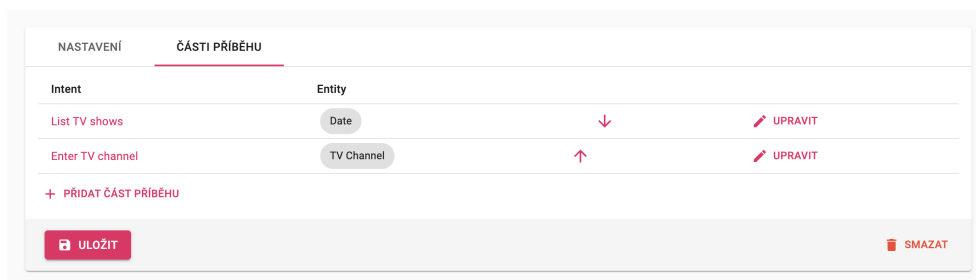 NASTAVENÍ ČÁSTI PŘÍBĚHU
Intent Entity
List TV shows Date UPRAVIT
Enter TV channel TV Channel UPRAVIT
+ PŘIDAT ČÁST PŘÍBĚHU
ULOŽIT SMAZAT